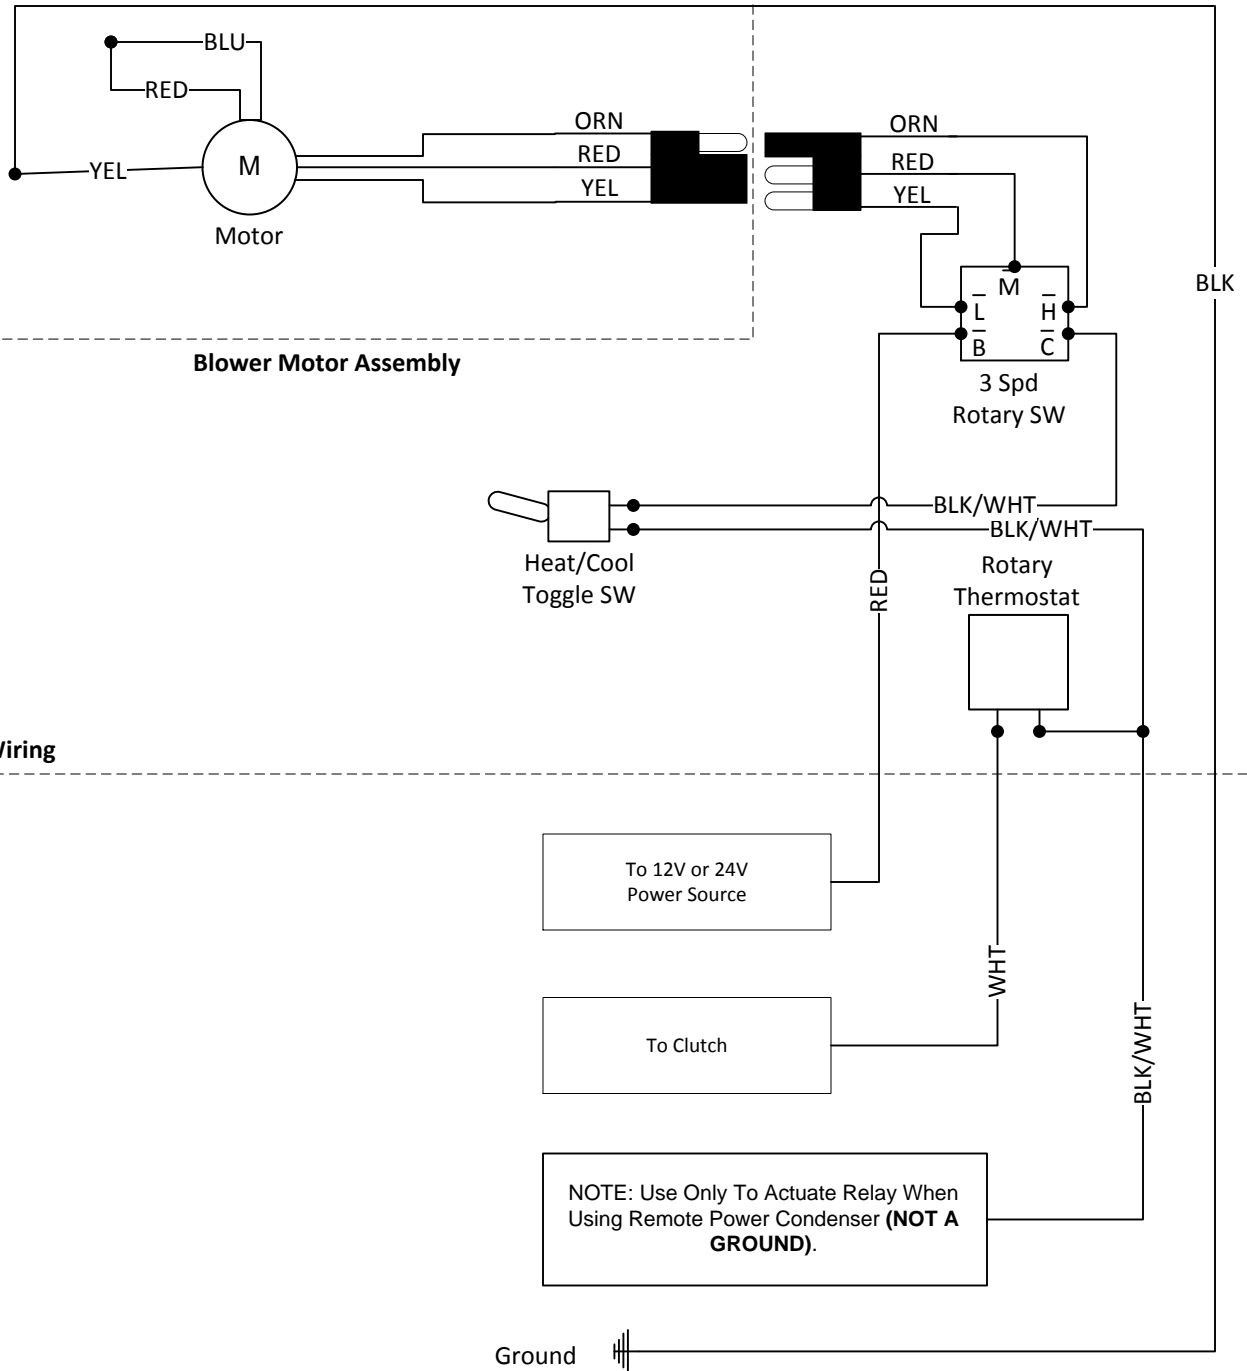 BLU
RED
YEL
M
Motor
ORN
RED
YEL
ORN
RED
YEL
BLK
M
L
H
B
C
3 Spd
Rotary SW
Blower Motor Assembly
BLK/WHT
BLK/WHT
Heat/Cool
Toggle SW
RED
Rotary
Thermostat
To 12V or 24V
Power Source
WHT
To Clutch
BLK/WHT
NOTE: Use Only To Actuate Relay When
Using Remote Power Condenser (NOT A
GROUND).
Ground